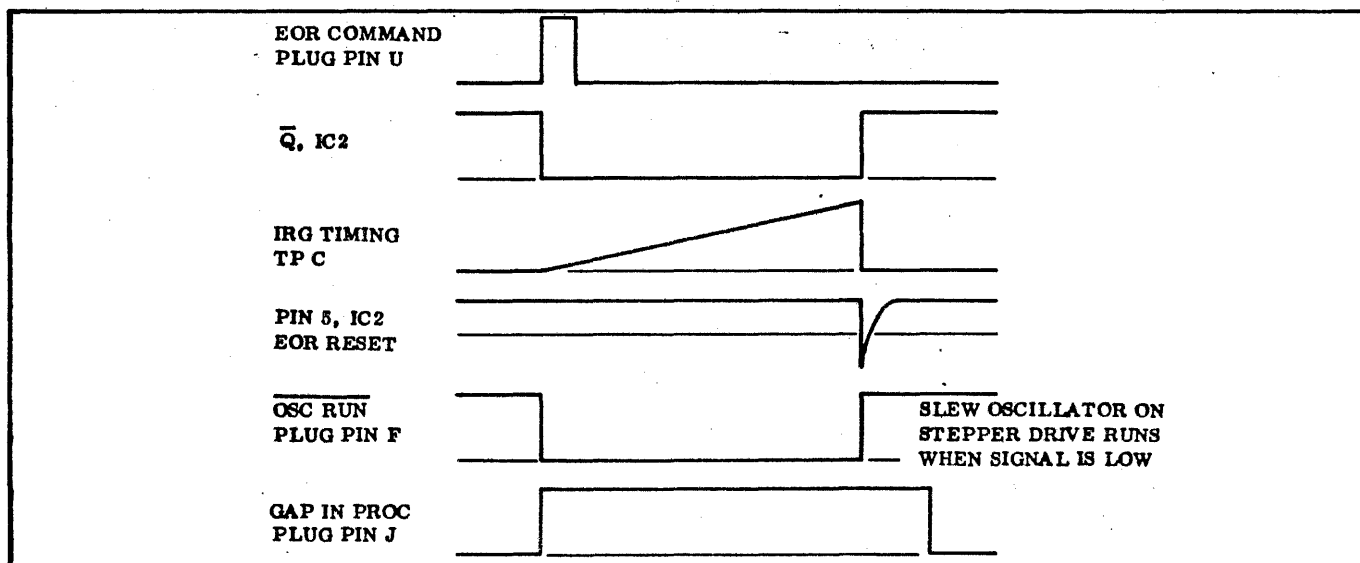 EOR COMMAND
PLUG PIN U
Q̅, IC2
IRG TIMING
TP C
PIN 5, IC2
EOR RESET
OSC RUN
PLUG PIN F
SLEW OSCILLATOR ON
STEPPER DRIVE RUNS
WHEN SIGNAL IS LOW
GAP IN PROC
PLUG PIN J